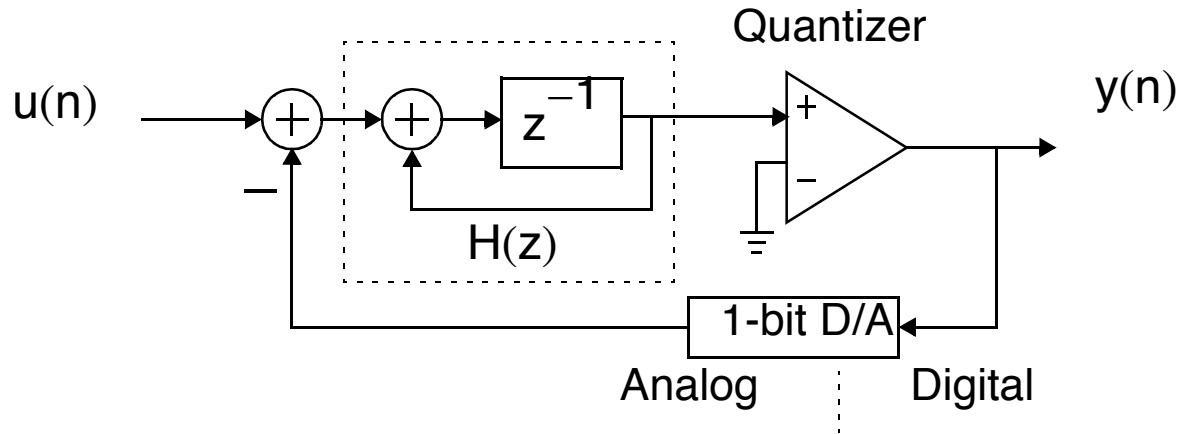 Quantizer
u(n)
y(n)
+
+
z^−1
+
−
−
H(z)
1-bit D/A
Analog
Digital